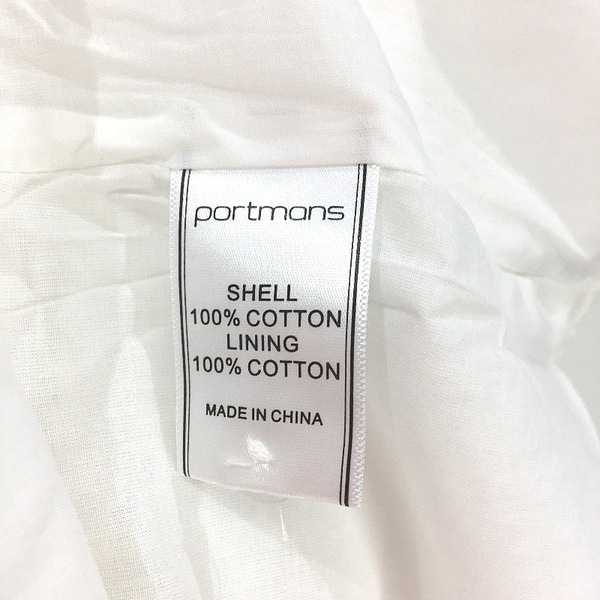 portmans
SHELL
100% COTTON
LINING
100% COTTON
MADE IN CHINA